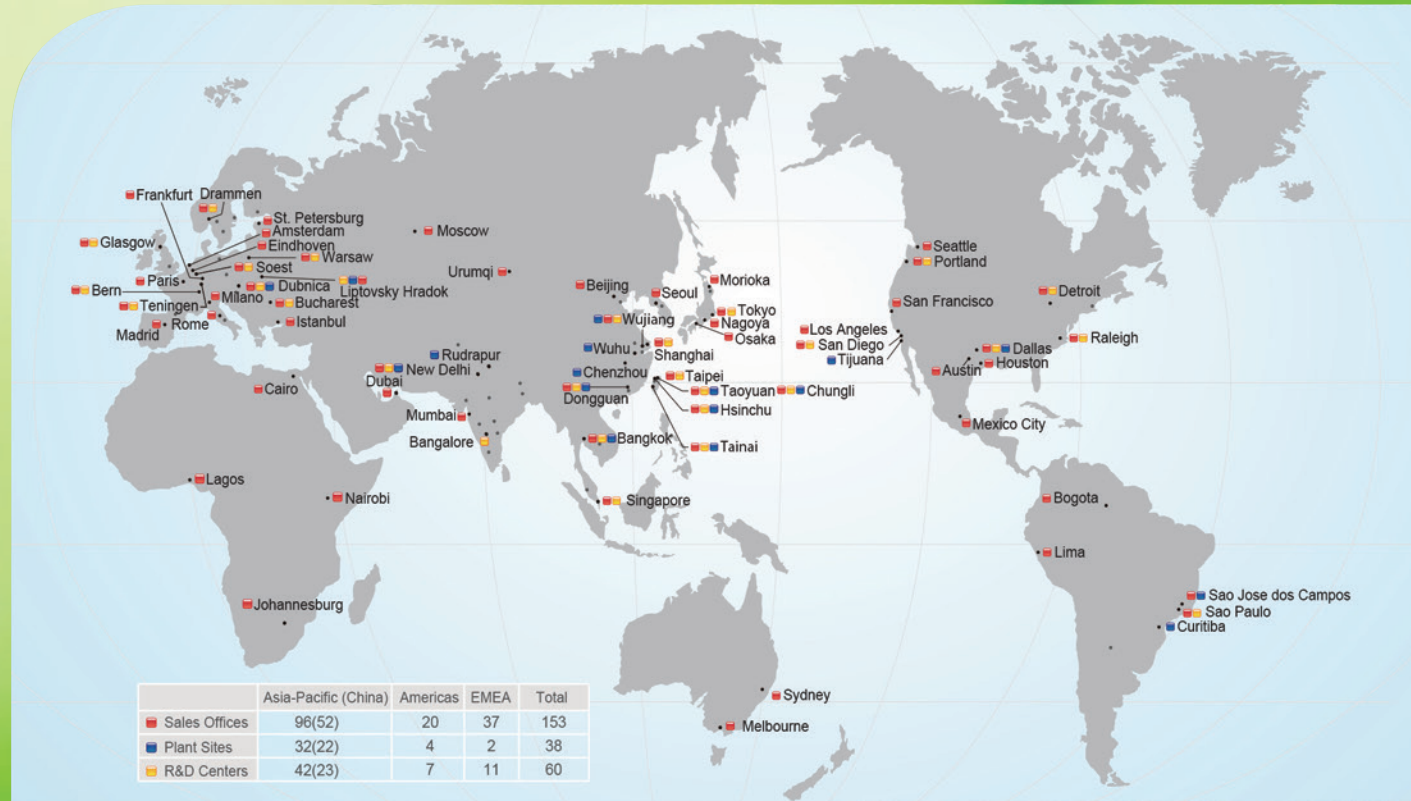 Frankfurt
Drammen
St. Petersburg
Amsterdam
Eindhoven
Glasgow
Warsaw
Soest
Paris
Bern
Dubnica
Liptovsky Hradok
Milano
Teningen
Bucharest
Madrid
Rome
Istanbul
Moscow
Urumqi
Beijing
Seoul
Morioka
Tokyo
Nagoya
Osaka
Wujiang
Wuhu
Shanghai
Rudrapur
New Delhi
Chenzhou
Taipei
Dubai
Dongguan
Taoyuan
Chungli
Hsinchu
Cairo
Mumbai
Bangalore
Bangkok
Tainai
Singapore
Lagos
Nairobi
Johannesburg
Sydney
Melbourne
Seattle
Portland
San Francisco
Detroit
Los Angeles
San Diego
Tijuana
Raleigh
Dallas
Houston
Austin
Mexico City
Bogota
Lima
Sao Jose dos Campos
Sao Paulo
Curitiba
Asia-Pacific (China) Americas EMEA Total
Sales Offices 96(52) 20 37 153
Plant Sites 32(22) 4 2 38
R&D Centers 42(23) 7 11 60